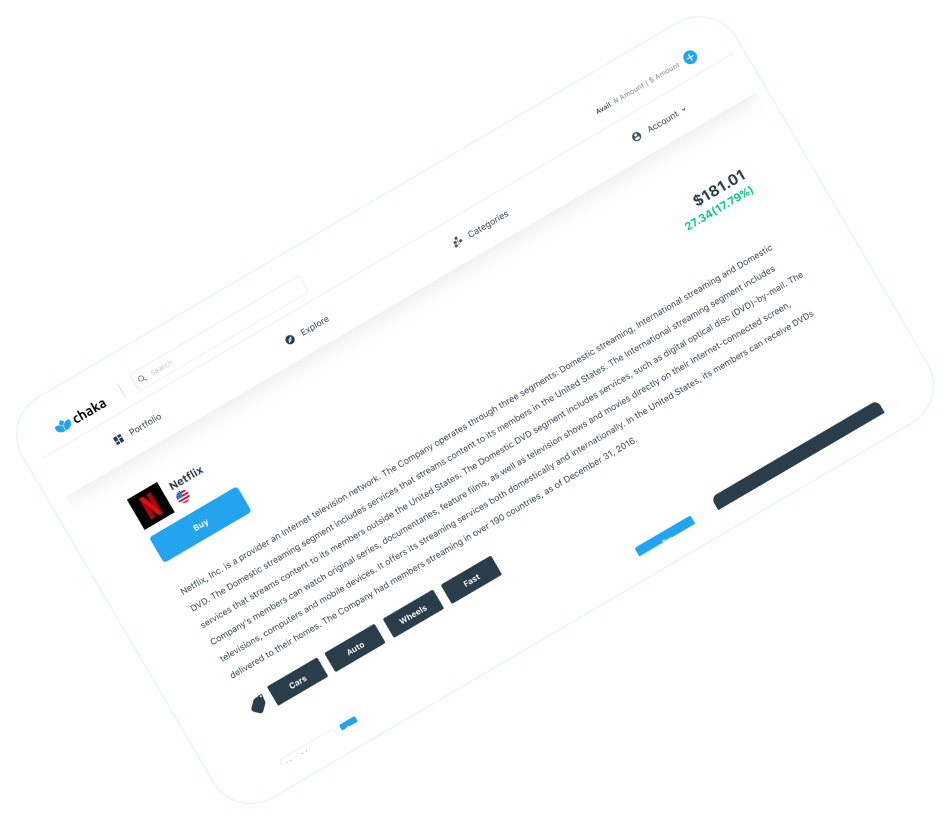 chaka
Search
Avail: N Amount | $ Amount
Portfolio
Explore
Categories
Account
Netflix
$181.01
27.34(17.79%)
Buy
Netflix, Inc. is a provider an Internet television network. The Company operates through three segments: Domestic streaming, International streaming and Domestic
DVD. The Domestic streaming segment includes services that streams content to its members in the United States. The International streaming segment includes
services that streams content to its members outside the United States. The Domestic DVD segment includes services, such as digital optical disc (DVD)-by-mail. The
Company's members can watch original series, documentaries, feature films, as well as television shows and movies directly on their Internet-connected screen,
televisions, computers and mobile devices. It offers its streaming services both domestically and internationally. In the United States, its members can receive DVDs
delivered to their homes. The Company had members streaming in over 190 countries, as of December 31, 2016.
Cars
Auto
Wheels
Fast